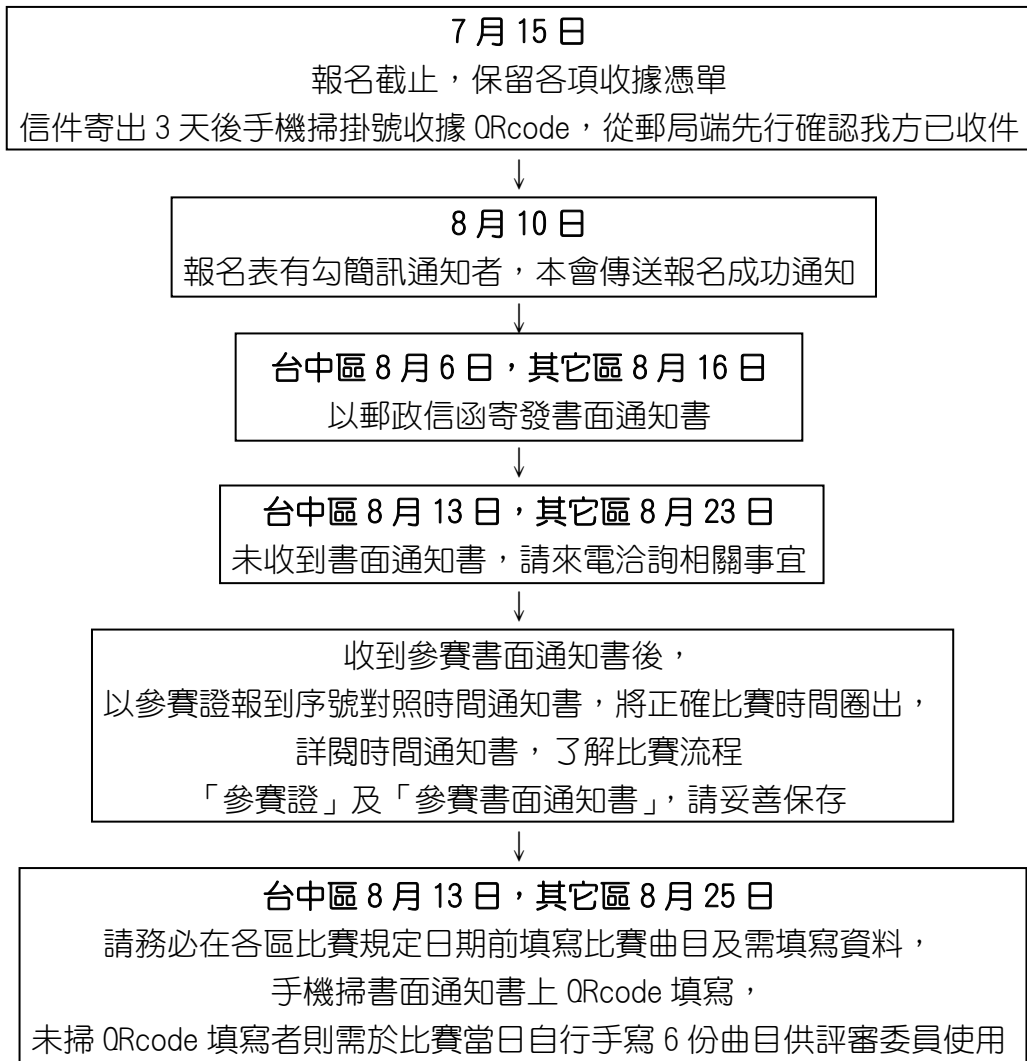 7 月 15 日
報名截止，保留各項收據憑單
信件寄出 3 天後手機掃掛號收據 QRcode，從郵局端先行確認我方已收件
↓
8 月 10 日
報名表有勾簡訊通知者，本會傳送報名成功通知
↓
台中區 8 月 6 日，其它區 8 月 16 日
以郵政信函寄發書面通知書
↓
台中區 8 月 13 日，其它區 8 月 23 日
未收到書面通知書，請來電洽詢相關事宜
↓
收到參賽書面通知書後，
以參賽證報到序號對照時間通知書，將正確比賽時間圈出，
詳閱時間通知書，了解比賽流程
「參賽證」及「參賽書面通知書」，請妥善保存
↓
台中區 8 月 13 日，其它區 8 月 25 日
請務必在各區比賽規定日期前填寫比賽曲目及需填寫資料，
手機掃書面通知書上 QRcode 填寫，
未掃 QRcode 填寫者則需於比賽當日自行手寫 6 份曲目供評審委員使用